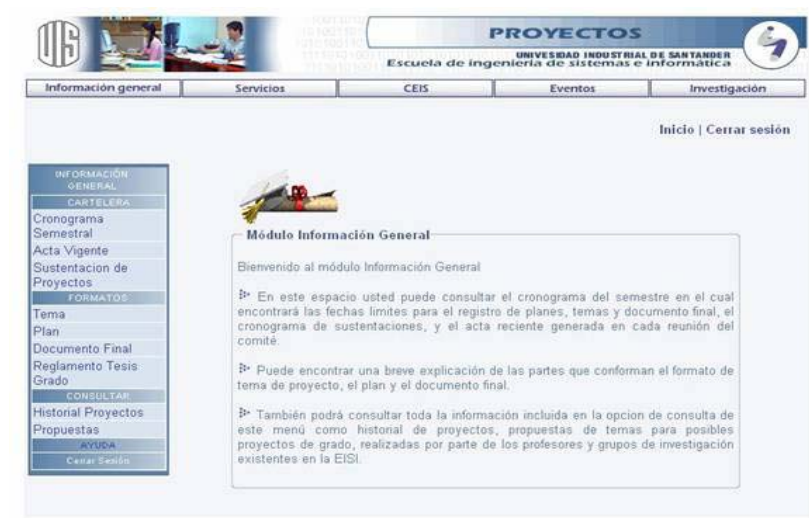 UIS
PROYECTOS
UNIVESIDAD INDUSTRIAL DE SANTANDER
Escuela de ingeniería de sistemas e informática
Información general
Servicios
CEIS
Eventos
Investigación
Inicio | Cerrar sesión
INFORMACIÓN
GENERAL
CARTELERA
Cronograma
Semestral
Acta Vigente
Sustentacion de
Proyectos
FORMATOS
Tema
Plan
Documento Final
Reglamento Tesis
Grado
CONSULTAR
Historial Proyectos
Propuestas
AYUDA
Cerrar Sesión
Módulo Información General
Bienvenido al módulo Información General
En este espacio usted puede consultar el cronograma del semestre en el cual
encontrará las fechas limites para el registro de planes, temas y documento final, el
cronograma de sustentaciones, y el acta reciente generada en cada reunión del
comité.
Puede encontrar una breve explicación de las partes que conforman el formato de
tema de proyecto, el plan y el documento final.
También podrá consultar toda la información incluida en la opcion de consulta de
este menú como historial de proyectos, propuestas de temas para posibles
proyectos de grado, realizadas por parte de los profesores y grupos de investigación
existentes en la EISI.